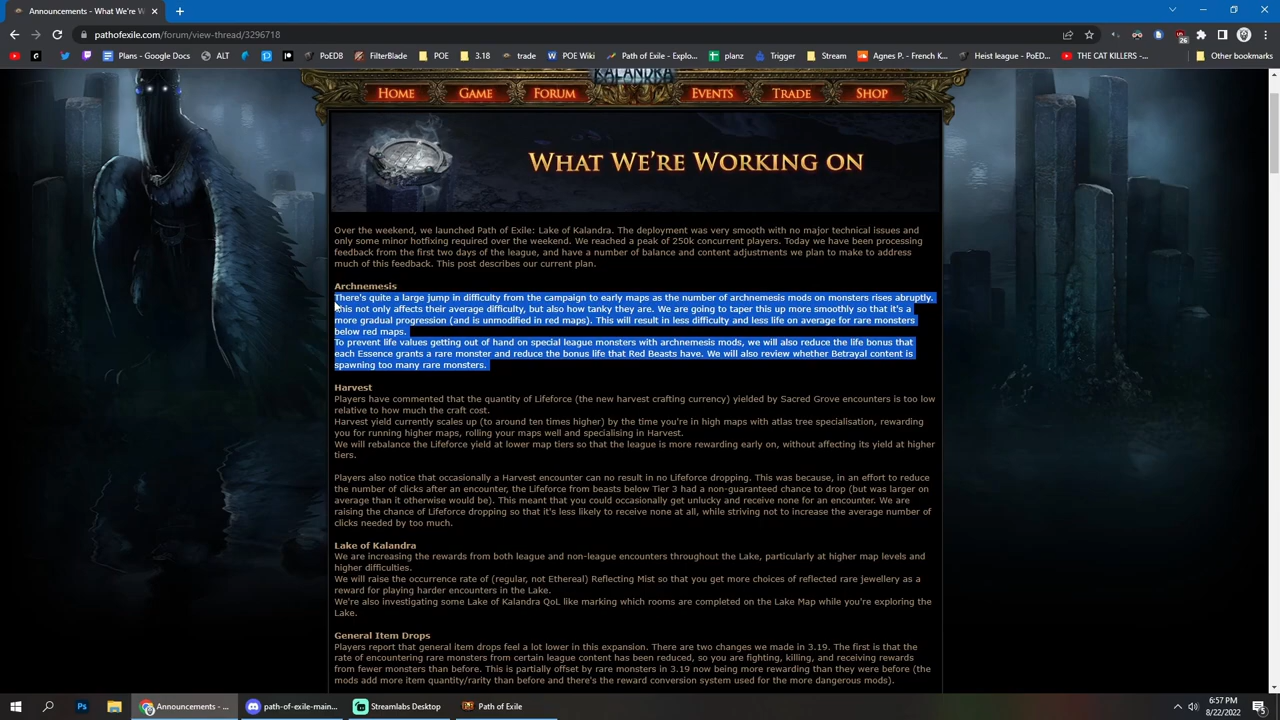 Announcements - What We're W
pathofexile.com/forum/view-thread/3296718
26
Plans - Google Docs
ALT
PoEDB
FilterBlade
POE
3.18
trade
POE Wiki
Path of Exile - Explo...
planz
Trigger
Stream
Agnes P. - French K...
Heist league - PoED...
THE CAT KILLERS -...
Other bookmarks
KALANDRA
HOME
GAME
FORUM
EVENTS
TRADE
SHOP
WHAT WE'RE WORKING ON
Over the weekend, we launched Path of Exile: Lake of Kalandra. The deployment was very smooth with no major technical issues and
only some minor hotfixing required over the weekend. We reached a peak of 250k concurrent players. Today we have been processing
feedback from the first two days of the league, and have a number of balance and content adjustments we plan to make to address
much of this feedback. This post describes our current plan.
Archnemesis
There's quite a large jump in difficulty from the campaign to early maps as the number of archnemesis mods on monsters rises abruptly.
This not only affects their average difficulty, but also how tanky they are. We are going to taper this up more smoothly so that it's a
more gradual progression (and is unmodified in red maps). This will result in less difficulty and less life on average for rare monsters
below red maps.
To prevent life values getting out of hand on special league monsters with archnemesis mods, we will also reduce the life bonus that
each Essence grants a rare monster and reduce the bonus life that Red Beasts have. We will also review whether Betrayal content is
spawning too many rare monsters.
Harvest
Players have commented that the quantity of Lifeforce (the new harvest crafting currency) yielded by Sacred Grove encounters is too low
relative to how much the craft cost.
Harvest yield currently scales up (to around ten times higher) by the time you're in high maps with atlas tree specialisation, rewarding
you for running higher maps, rolling your maps well and specialising in Harvest.
We will rebalance the Lifeforce yield at lower map tiers so that the league is more rewarding early on, without affecting its yield at higher
tiers.
Players also notice that occasionally a Harvest encounter can no result in no Lifeforce dropping. This was because, in an effort to reduce
the number of clicks after an encounter, the Lifeforce from beasts below Tier 3 had a non-guaranteed chance to drop (but was larger on
average than it otherwise would be). This meant that you could occasionally get unlucky and receive none for an encounter. We are
raising the chance of Lifeforce dropping so that it's less likely to receive none at all, while striving not to increase the average number of
clicks needed by too much.
Lake of Kalandra
We are increasing the rewards from both league and non-league encounters throughout the Lake, particularly at higher map levels and
higher difficulties.
We will raise the occurrence rate of (regular, not Ethereal) Reflecting Mist so that you get more choices of reflected rare jewellery as a
reward for playing harder encounters in the Lake.
We're also investigating some Lake of Kalandra QoL like marking which rooms are completed on the Lake Map while you're exploring the
Lake.
General Item Drops
Players report that general item drops feel a lot lower in this expansion. There are two changes we made in 3.19. The first is that the
rate of encountering rare monsters from certain league content has been reduced, so you are fighting, killing, and receiving rewards
from fewer monsters than before. This is partially offset by rare monsters in 3.19 now being more rewarding than they were before (the
mods add more item quantity/rarity than before and there's the reward conversion system used for the more dangerous mods).
Announcements - ...
path-of-exile-main...
Streamlabs Desktop
Path of Exile
6:57 PM
8/22/2022